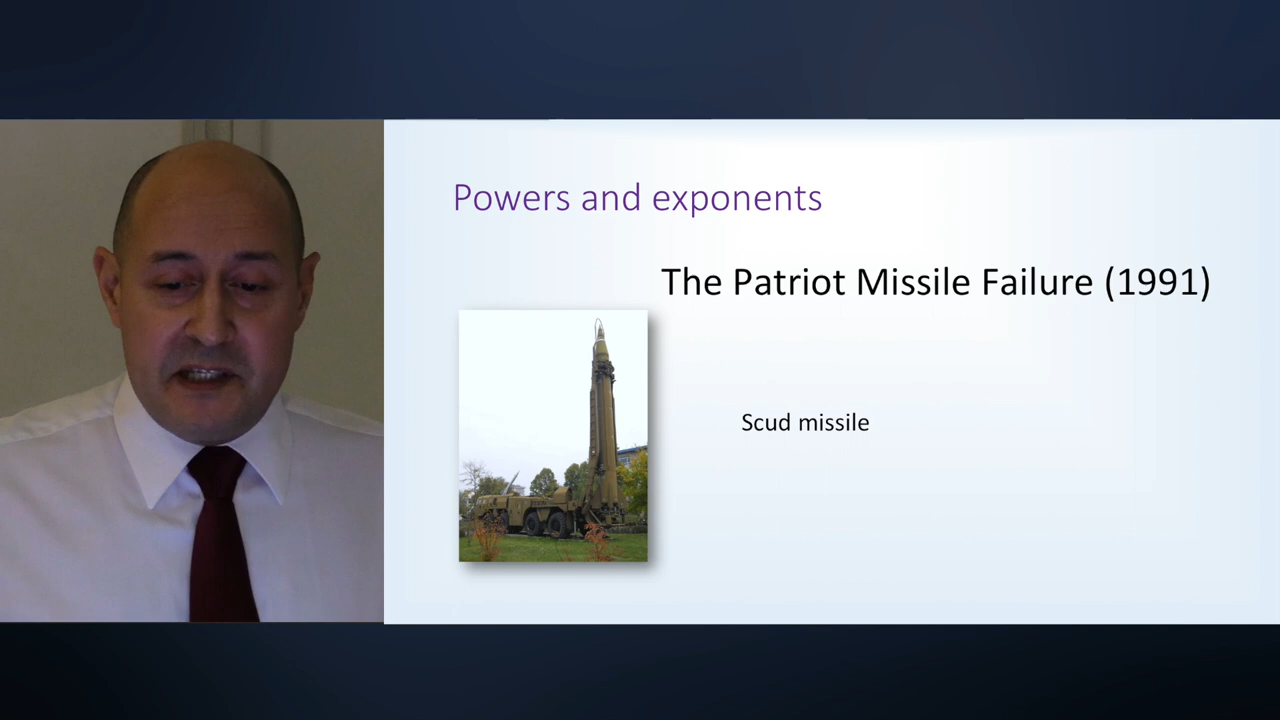 Powers and exponents
The Patriot Missile Failure (1991)
Scud missile